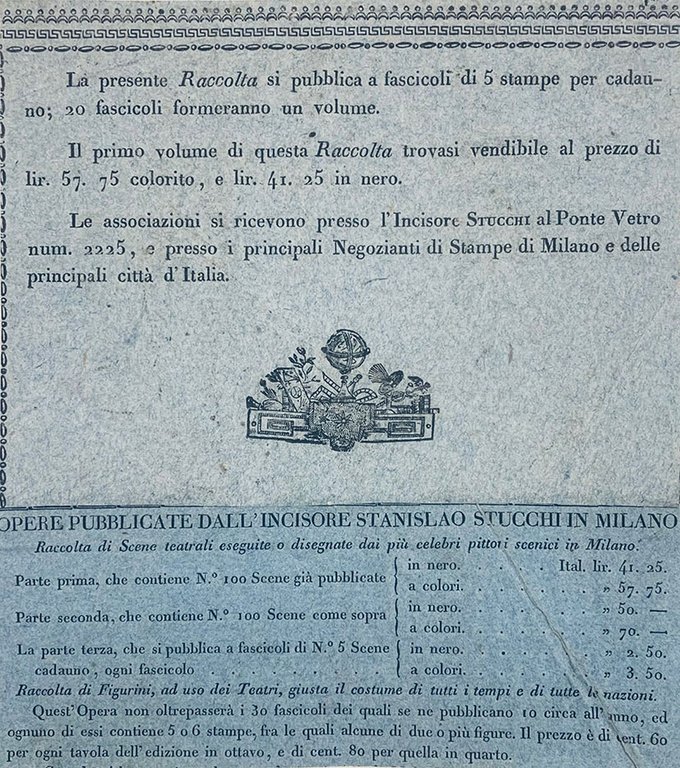 La presente Raccolta si pubblica a fascicoli di 5 stampe per cadau-
no; 20 fascicoli formeranno un volume.
Il primo volume di questa Raccolta trovasi vendibile al prezzo di
lir. 57. 75 colorito, e lir. 41. 25 in nero.
Le associazioni si ricevono presso l'Incisore STUCCHI al Ponte Vetro
num. 2225, e presso i principali Negozianti di Stampe di Milano e delle
principali città d'Italia.
OPERE PUBBLICATE DALL'INCISORE STANISLAO STUCCHI IN MILANO
Raccolta di Scene teatrali eseguite o disegnate dai più celebri pittori scenici in Milano.
Parte prima, che contiene N.º 100 Scene già pubblicate { in nero. . . . . Ital. lir. 41. 25.
a colori. . . . . . . . „ 57. 75.
Parte seconda, che contiene N.º 100 Scene come sopra { in nero. . . . . . . . „ 50. —
a colori. . . . . . . . „ 70. —
La parte terza, che si pubblica a fascicoli di N.º 5 Scene { in nero. . . . . . . . „ 2. 50.
cadauno, ogni fascicolo . . . . . . . . . . a colori. . . . . . . . „ 3. 50.
Raccolta di Figurini, ad uso dei Teatri, giusta il costume di tutti i tempi e di tutte le nazioni.
Quest'Opera non oltrepasserà i 30 fascicoli dei quali se ne pubblicano 10 circa all'anno, ed
ognuno di essi contiene 5 o 6 stampe, fra le quali alcune di due o più figure. Il prezzo è di cent. 60
per ogni tavola dell'edizione in ottavo, e di cent. 80 per quella in quarto.